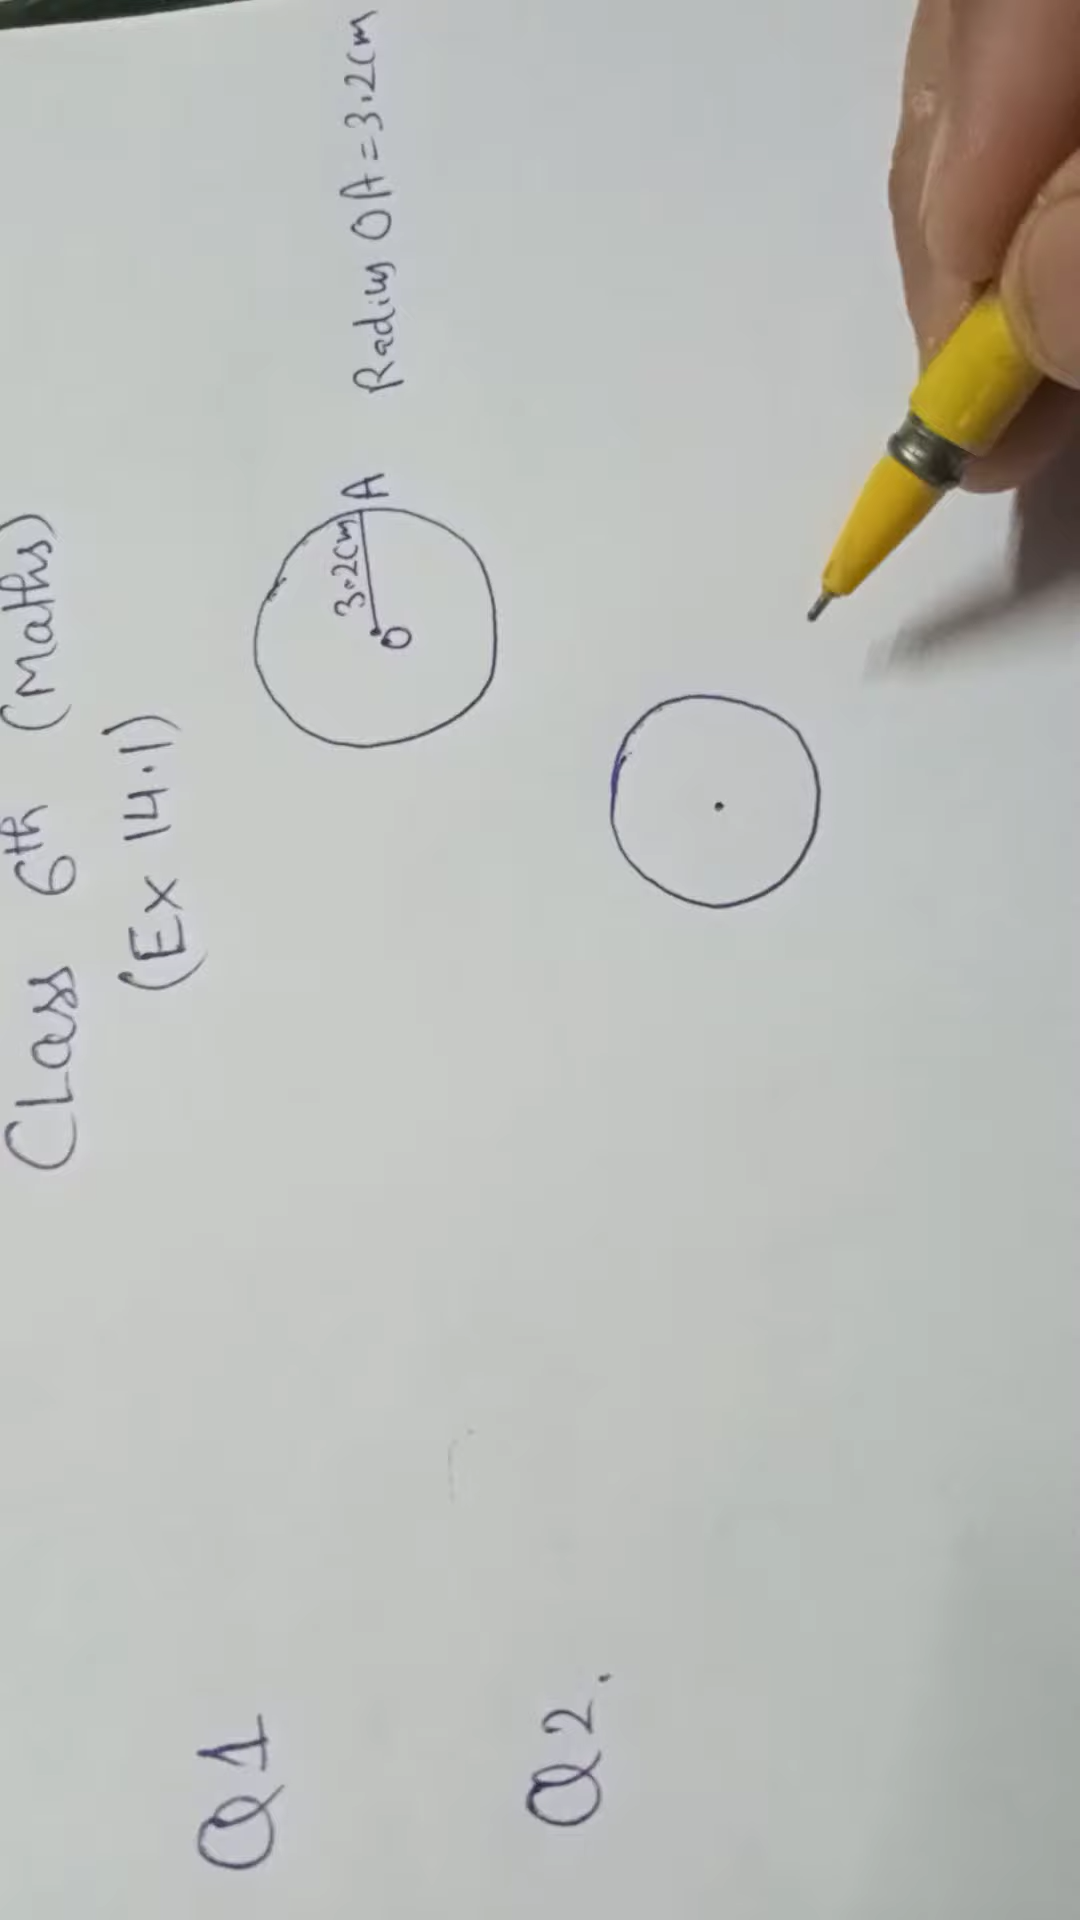 Class 6th (Maths)
(Ex 14.1)
Q1
3.2cm
O
A
Radius OA = 3.2cm
Q2.